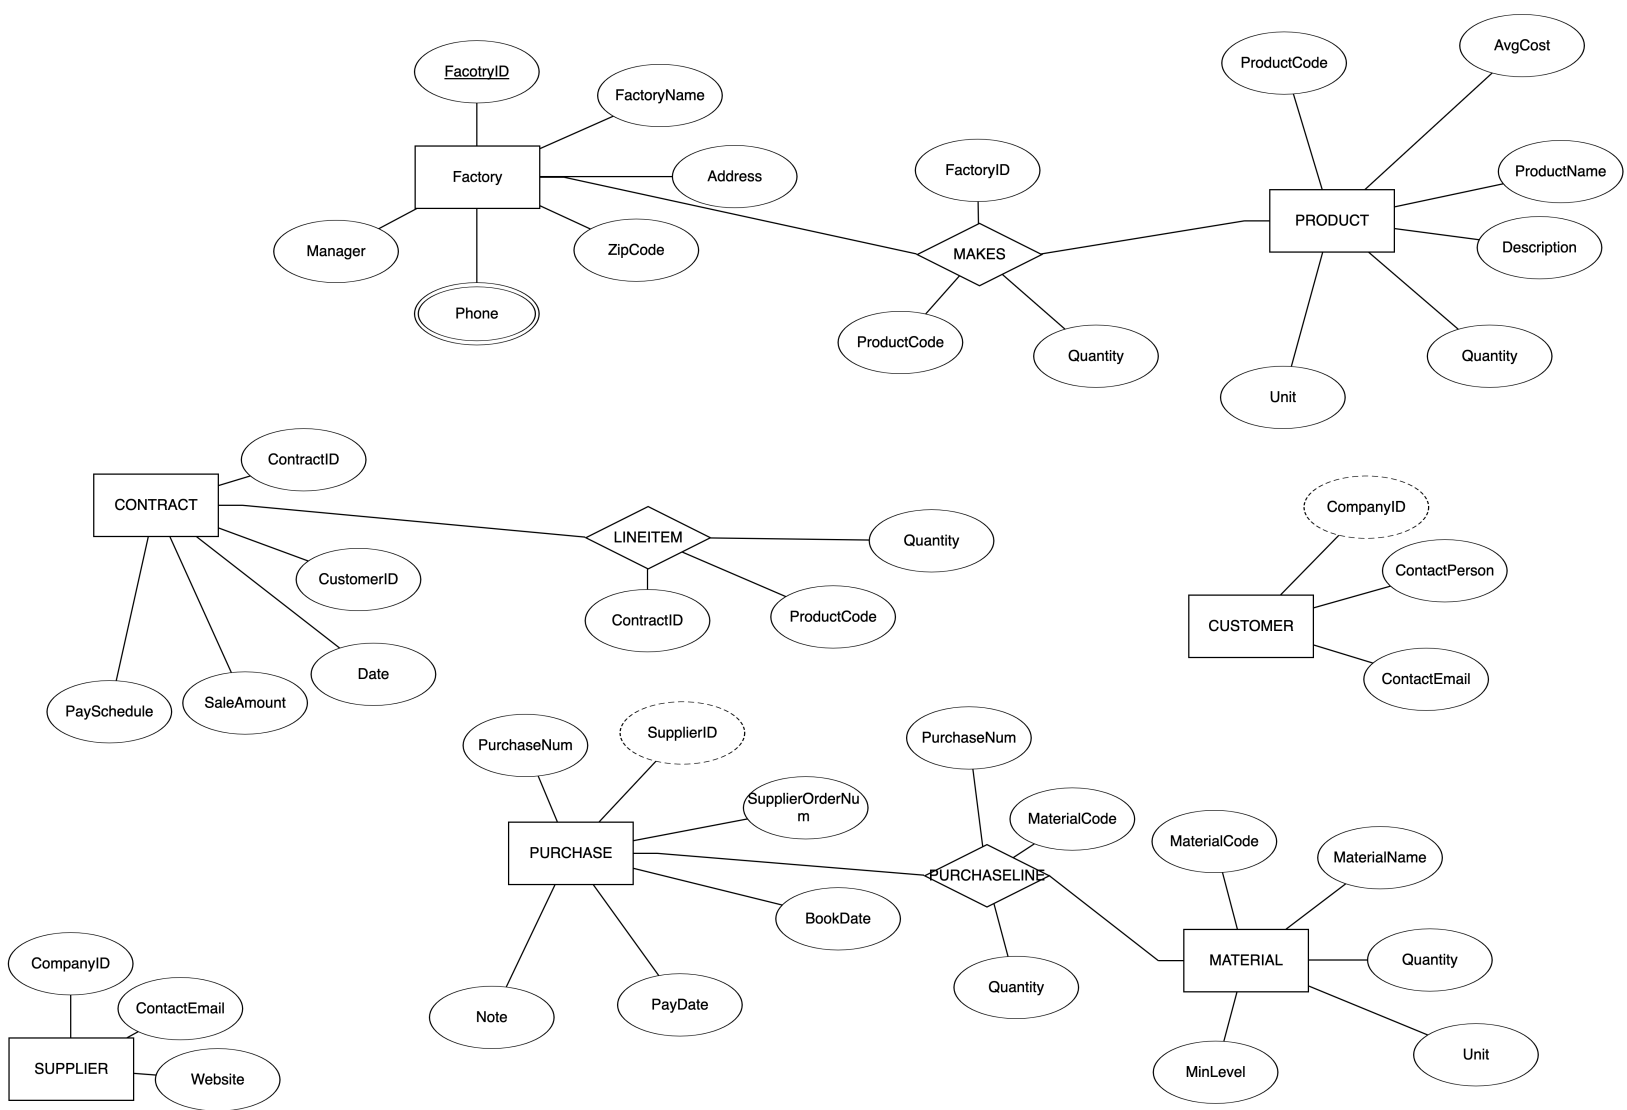 FacotryID
FactoryName
Factory
Address
Manager
ZipCode
Phone
FactoryID
MAKES
ProductCode
Quantity
ProductCode
AvgCost
ProductName
PRODUCT
Description
Quantity
Unit
ContractID
CONTRACT
CustomerID
Date
SaleAmount
PaySchedule
LINEITEM
Quantity
ContractID
ProductCode
CompanyID
ContactPerson
CUSTOMER
ContactEmail
PurchaseNum
SupplierID
SupplierOrderNu
m
PURCHASE
BookDate
PayDate
Note
PurchaseNum
MaterialCode
PURCHASELINE
Quantity
MaterialCode
MaterialName
MATERIAL
Quantity
Unit
MinLevel
CompanyID
ContactEmail
SUPPLIER
Website